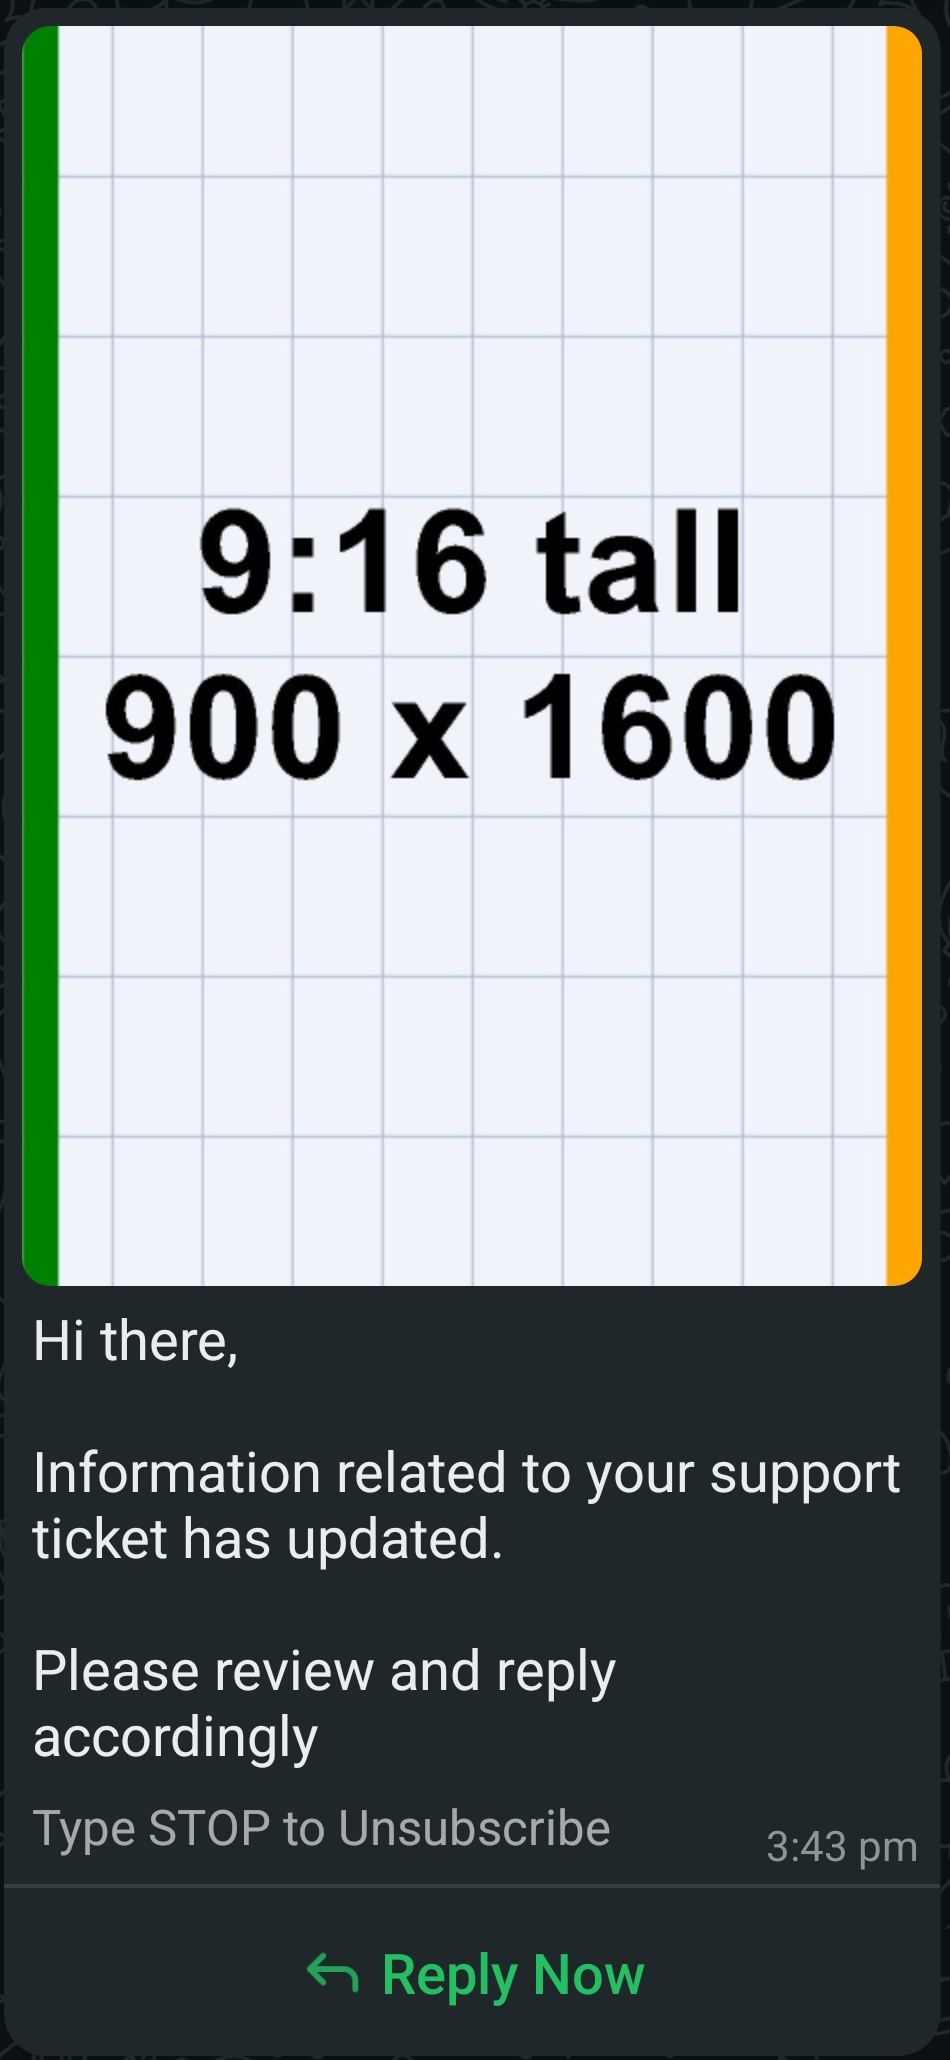 9:16 tall
900 x 1600
Hi there,
Information related to your support
ticket has updated.
Please review and reply
accordingly
Type STOP to Unsubscribe
3:43 pm
Reply Now